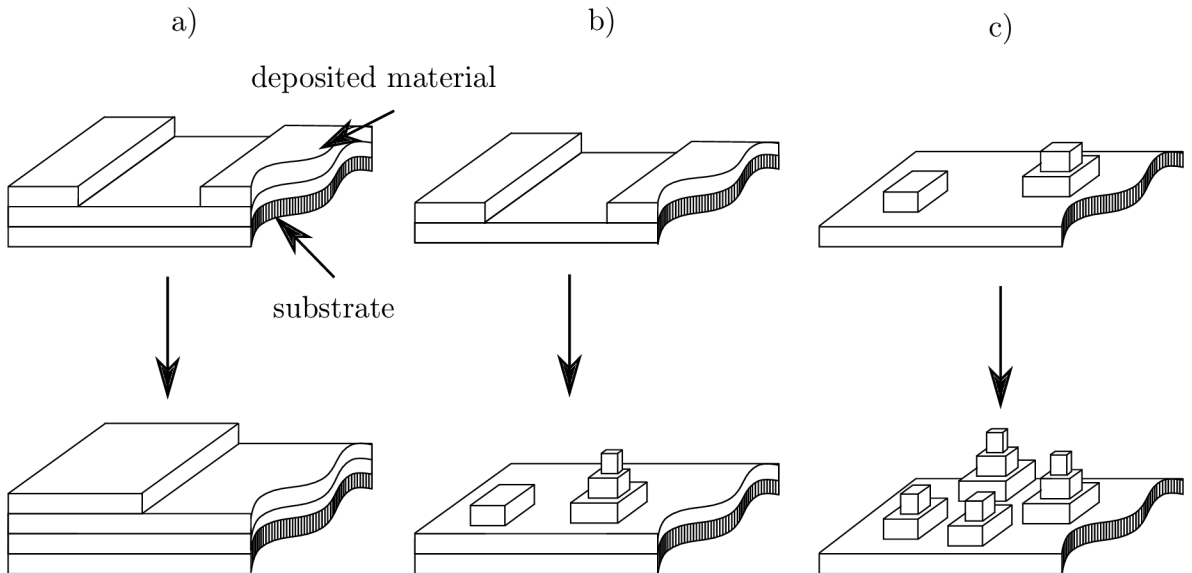 a)
b)
c)
deposited material
substrate